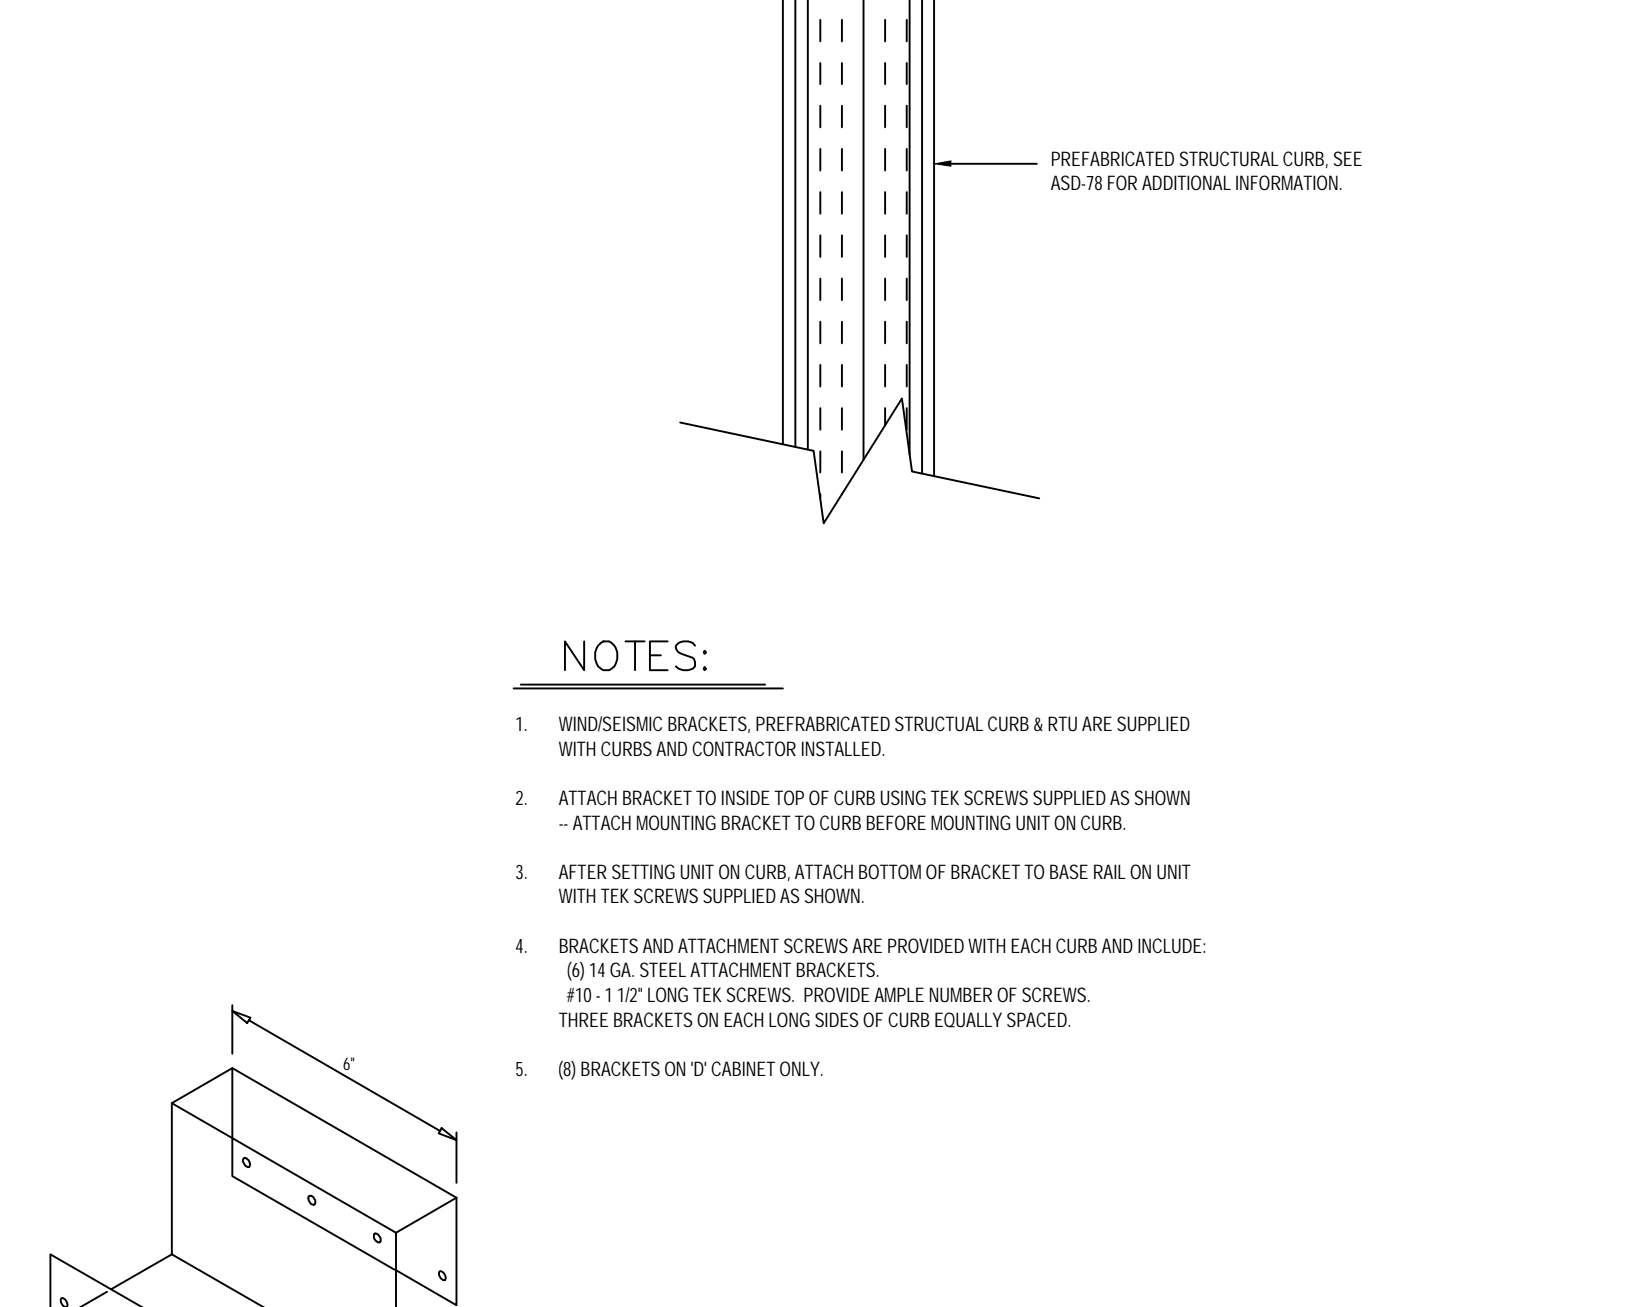 PREFABRICATED STRUCTURAL CURB, SEE
ASD-78 FOR ADDITIONAL INFORMATION.
NOTES:
1. WIND/SEISMIC BRACKETS, PREFRABRICATED STRUCTUAL CURB & RTU ARE SUPPLIED
WITH CURBS AND CONTRACTOR INSTALLED.
2. ATTACH BRACKET TO INSIDE TOP OF CURB USING TEK SCREWS SUPPLIED AS SHOWN
-- ATTACH MOUNTING BRACKET TO CURB BEFORE MOUNTING UNIT ON CURB.
3. AFTER SETTING UNIT ON CURB, ATTACH BOTTOM OF BRACKET TO BASE RAIL ON UNIT
WITH TEK SCREWS SUPPLIED AS SHOWN.
4. BRACKETS AND ATTACHMENT SCREWS ARE PROVIDED WITH EACH CURB AND INCLUDE:
(6) 14 GA. STEEL ATTACHMENT BRACKETS.
#10 - 1 1/2" LONG TEK SCREWS. PROVIDE AMPLE NUMBER OF SCREWS.
THREE BRACKETS ON EACH LONG SIDES OF CURB EQUALLY SPACED.
5. (8) BRACKETS ON 'D' CABINET ONLY.
6"